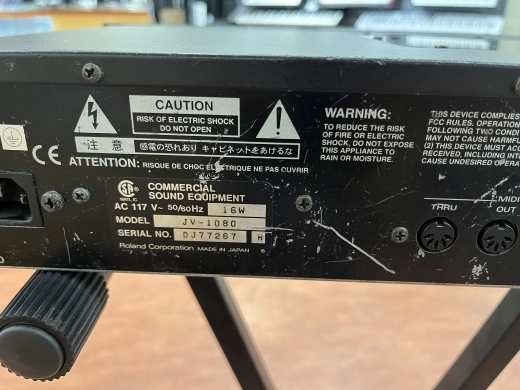 CAUTION
RISK OF ELECTRIC SHOCK
DO NOT OPEN
注 意
感電の恐れあり キャビネットをあけるな
CE ATTENTION: RISQUE DE CHOC ELECTRIQUE NE PAS OUVRIR
WARNING:
TO REDUCE THE RISK
OF FIRE OR ELECTRIC
SHOCK, DO NOT EXPOSE
THIS APPLIANCE TO
RAIN OR MOISTURE.
THIS DEVICE COMPLIES
FCC RULES. OPERATION
FOLLOWING TWO COND
MAY NOT CAUSE HARMFU
(2) THIS DEVICE MUST ACC
RECEIVED, INCLUDING INT
CAUSE UNDESIRED OPERAT
COMMERCIAL
SOUND EQUIPMENT
AC 117 V~ 50/60Hz 16W
MODEL JV-1080
SERIAL NO. DJ77267 H
Roland Corporation MADE IN JAPAN
MIDI
THRU
OUT